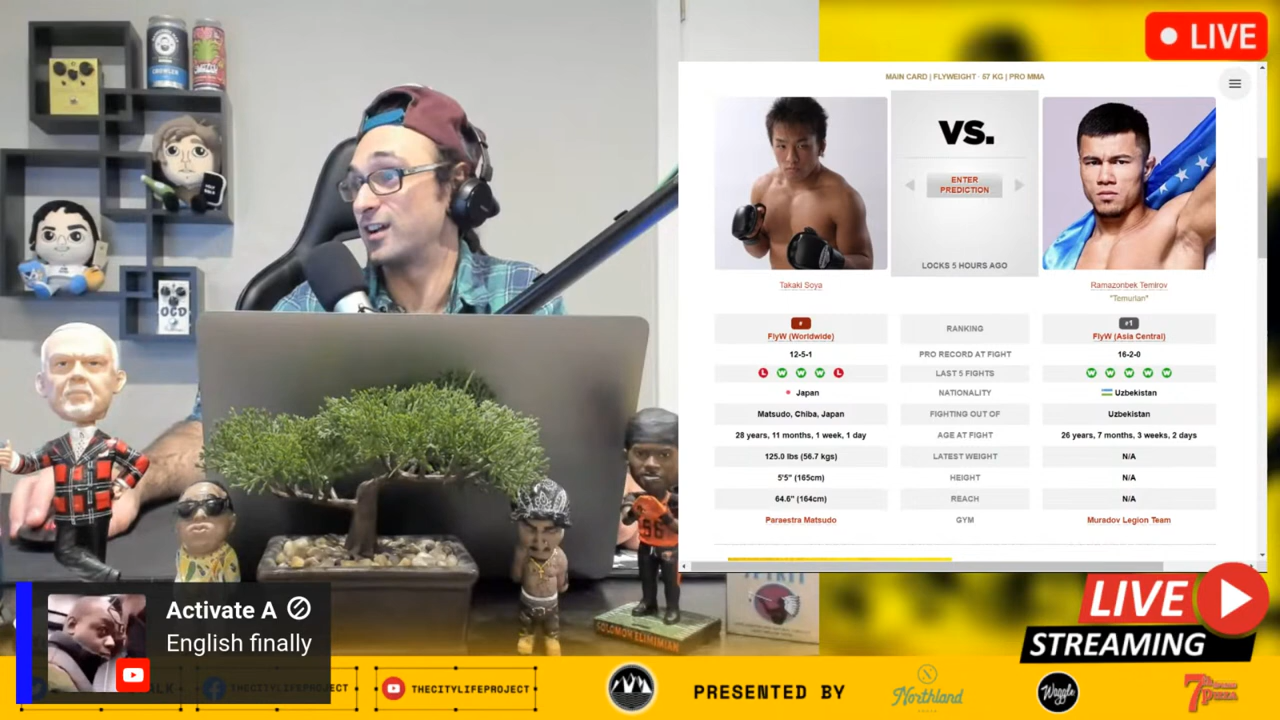 LIVE
MAIN CARD | FLYWEIGHT · 57 KG | PRO MMA
VS.
ENTER
PREDICTION
LOCKS 5 HOURS AGO
Takaki Soya
Ramazonbek Temirov
"Temurian"
#
FlyW (Worldwide)
RANKING
#1
FlyW (Asia Central)
12-5-1
PRO RECORD AT FIGHT
16-2-0
L W W W L
LAST 5 FIGHTS
W W W W W
Japan
NATIONALITY
Uzbekistan
Matsudo, Chiba, Japan
FIGHTING OUT OF
Uzbekistan
28 years, 11 months, 1 week, 1 day
AGE AT FIGHT
26 years, 7 months, 3 weeks, 2 days
125.0 lbs (56.7 kgs)
LATEST WEIGHT
N/A
5'5" (165cm)
HEIGHT
N/A
64.6" (164cm)
REACH
N/A
Paraestra Matsudo
GYM
Muradov Legion Team
OCD
SOLOMON ELIMIMIAN
Activate A
English finally
THECITYLIFEPROJECT
THECITYLIFEPROJECT
PRESENTED BY
Northland
Waggle
LIVE
STREAMING